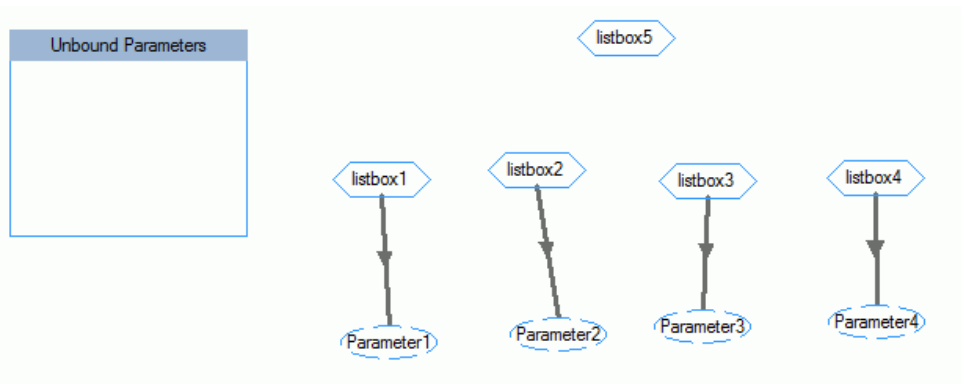 Unbound Parameters
listbox5
listbox1
listbox2
listbox3
listbox4
Parameter1
Parameter2
Parameter3
Parameter4